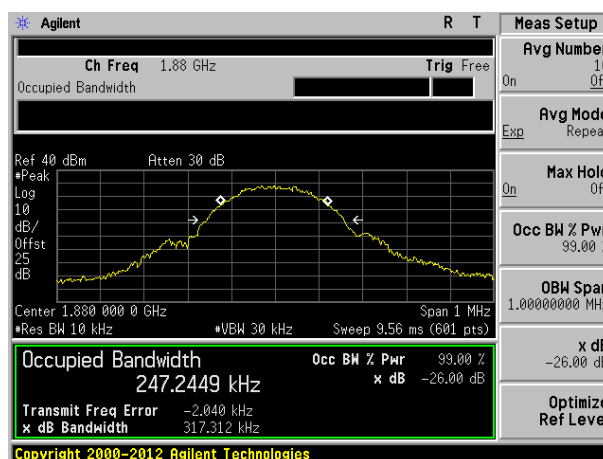 Agilent R T Meas Setup
Ch Freq 1.88 GHz Trig Free
Occupied Bandwidth
Ref 40 dBm Atten 30 dB
#Peak
Log
10
dB/
Offst
25
dB
Center 1.880 000 0 GHz Span 1 MHz
#Res BW 10 kHz #VBW 30 kHz Sweep 9.56 ms (601 pts)
Occupied Bandwidth Occ BW % Pwr 99.00 %
247.2449 kHz x dB -26.00 dB
Transmit Freq Error -2.040 kHz
x dB Bandwidth 317.312 kHz
Copyright 2000-2012 Agilent Technologies
Avg Number
On
Avg Mode
Exp Repea
Max Hold
On Of
Occ BW % Pwr
99.00
OBW Span
1.00000000 MH
x dB
-26.00 dB
Optimize
Ref Level